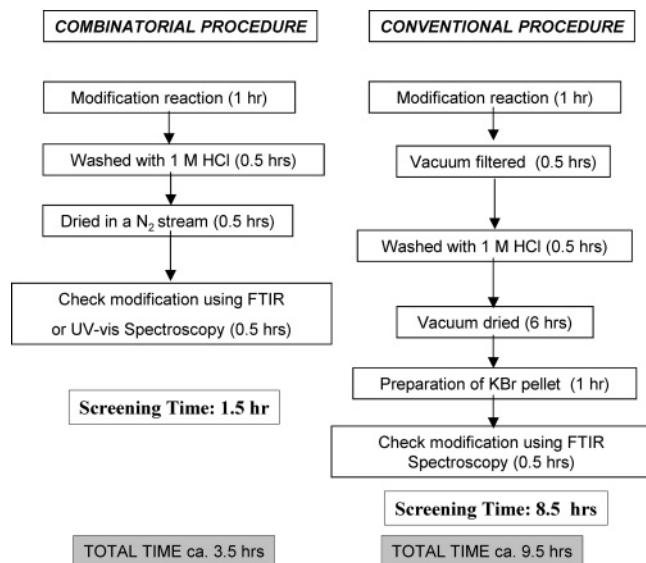 COMBINATORIAL PROCEDURE
Modification reaction (1 hr)
Washed with 1 M HCl (0.5 hrs)
Dried in a N₂ stream (0.5 hrs)
Check modification using FTIR
or UV-vis Spectroscopy (0.5 hrs)
Screening Time: 1.5 hr
TOTAL TIME ca. 3.5 hrs
CONVENTIONAL PROCEDURE
Modification reaction (1 hr)
Vacuum filtered (0.5 hrs)
Washed with 1 M HCl (0.5 hrs)
Vacuum dried (6 hrs)
Preparation of KBr pellet (1 hr)
Check modification using FTIR
Spectroscopy (0.5 hrs)
Screening Time: 8.5 hrs
TOTAL TIME ca. 9.5 hrs